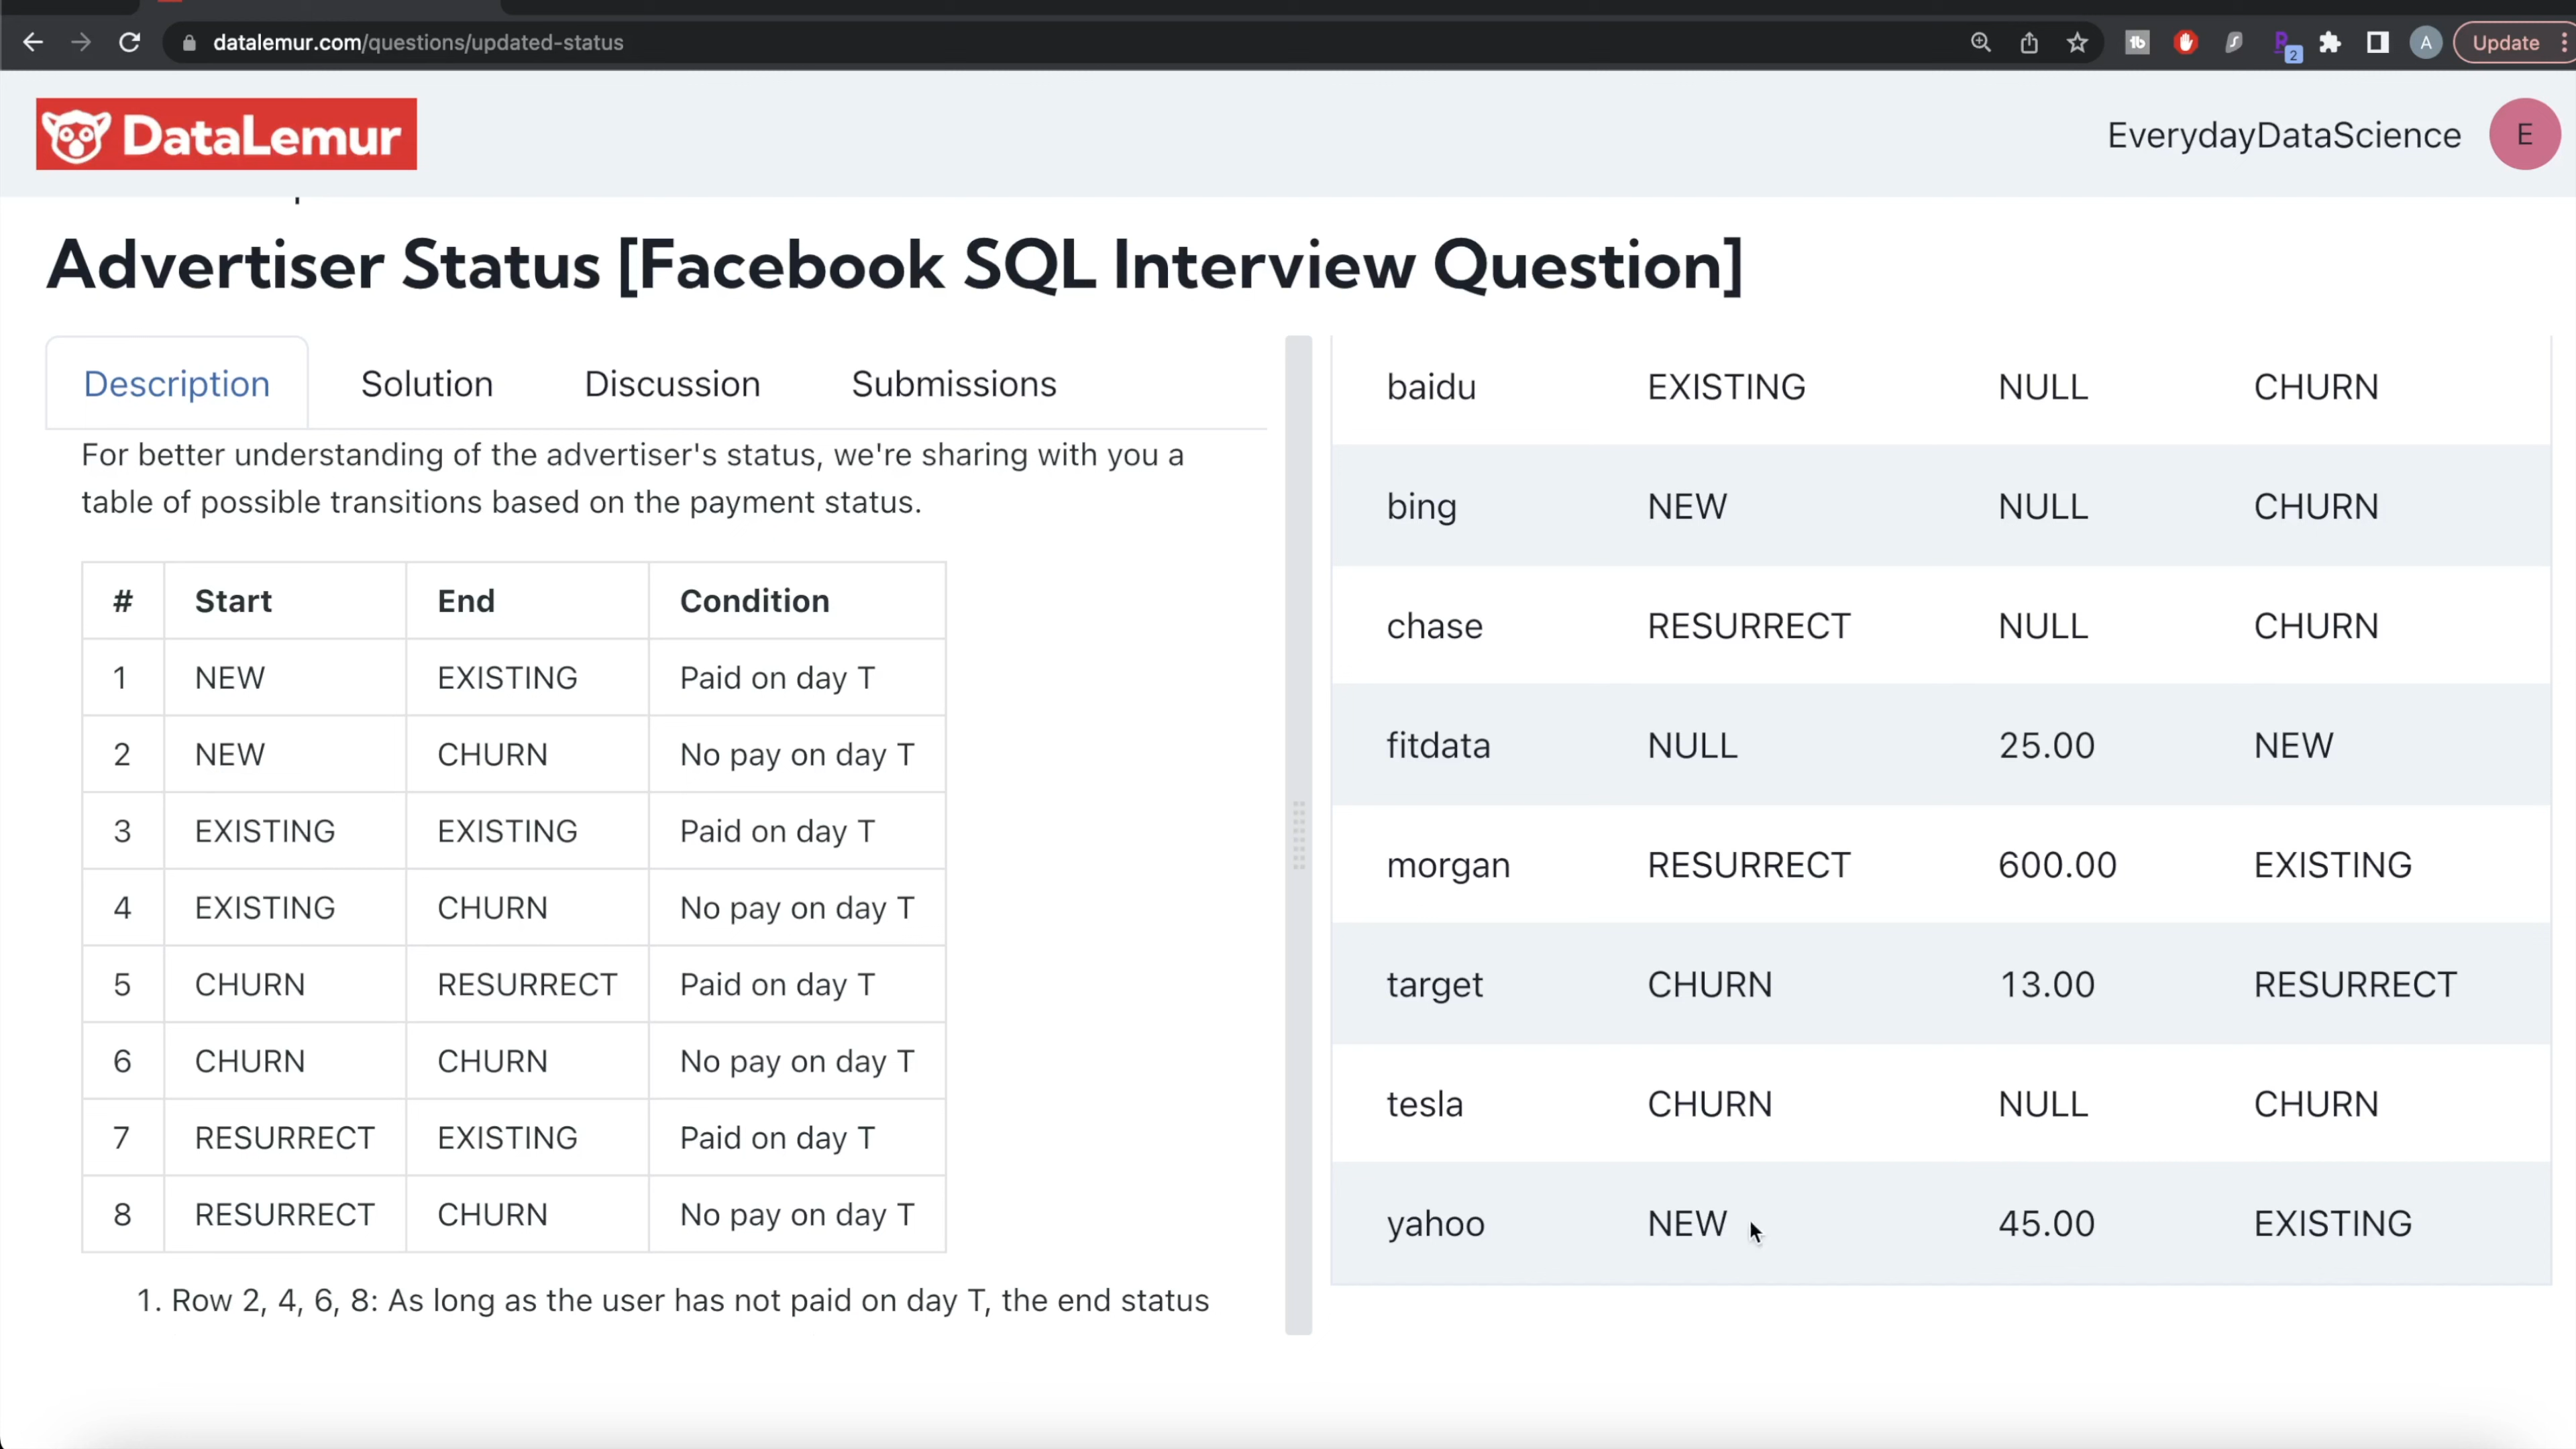 datalemur.com/questions/updated-status
2
A
Update
DataLemur
EverydayDataScience
E
Advertiser Status [Facebook SQL Interview Question]
Description Solution Discussion Submissions
For better understanding of the advertiser's status, we're sharing with you a
table of possible transitions based on the payment status.
# Start End Condition
1 NEW EXISTING Paid on day T
2 NEW CHURN No pay on day T
3 EXISTING EXISTING Paid on day T
4 EXISTING CHURN No pay on day T
5 CHURN RESURRECT Paid on day T
6 CHURN CHURN No pay on day T
7 RESURRECT EXISTING Paid on day T
8 RESURRECT CHURN No pay on day T
1. Row 2, 4, 6, 8: As long as the user has not paid on day T, the end status
baidu EXISTING NULL CHURN
bing NEW NULL CHURN
chase RESURRECT NULL CHURN
fitdata NULL 25.00 NEW
morgan RESURRECT 600.00 EXISTING
target CHURN 13.00 RESURRECT
tesla CHURN NULL CHURN
yahoo NEW 45.00 EXISTING